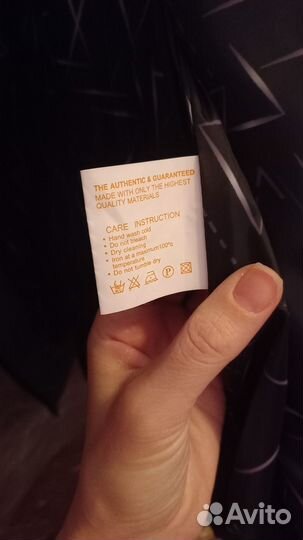 THE AUTHENTIC & GUARANTEED
MADE WITH ONLY THE HIGHEST
QUALITY MATERIALS
CARE INSTRUCTION
• Hand wash old
• Do not bleach
• Dry cleaning
• Iron at a maximum100°c
temperature
• Do not tumble dry
P
Avito